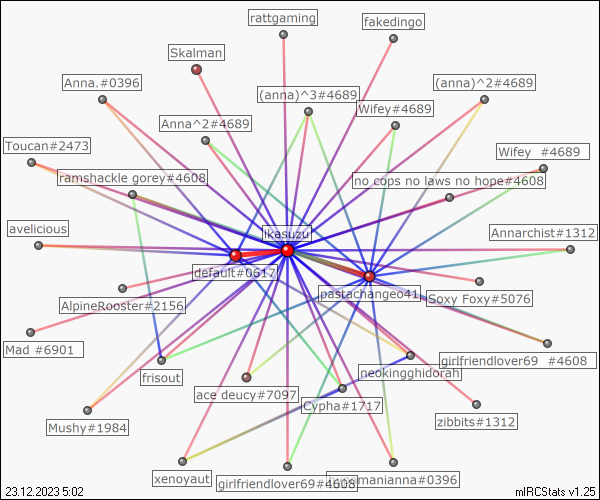 rattgaming
fakedingo
Skalman
Anna.#0396
(anna)^3#4689
(anna)^2#4689
Wifey#4689
Anna^2#4689
Toucan#2473
Wifey #4689
ramshackle gorey#4608
no cops no laws no hope#4608
avelicious
ikasuzu
Annarchist#1312
default#0617
pastachangeo41
Soxy Foxy#5076
AlpineRooster#2156
Mad #6901
girlfriendlover69 #4608
neokingghidorah
frisout
ace deucy#7097
Cypha#1717
zibbits#1312
Mushy#1984
xenoyaut
girlfriendlover69#4608
manianna#0396
23.12.2023 5:02
mIRCStats v1.25